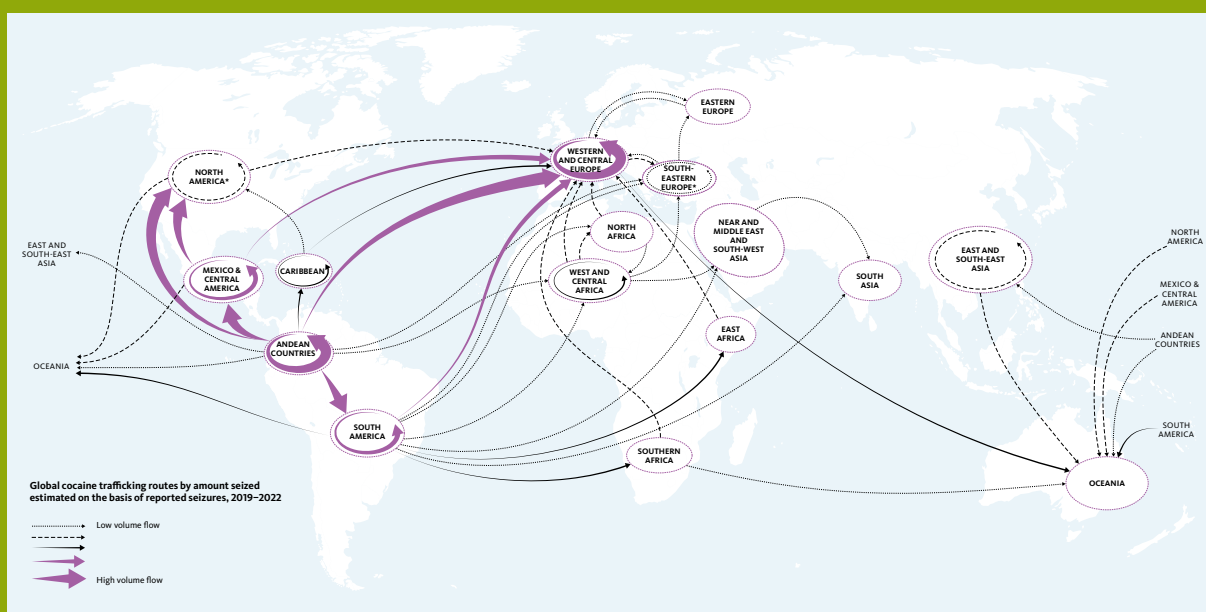 EASTERN
EUROPE
WESTERN
AND CENTRAL
EUROPE
NORTH
AMERICA*
SOUTH-
EASTERN
EUROPE*
NORTH
AFRICA
NEAR AND
MIDDLE EAST
AND
SOUTH-WEST
ASIA
EAST AND
SOUTH-EAST
ASIA
NORTH
AMERICA
EAST AND
SOUTH-EAST
ASIA
MEXICO &
CENTRAL
AMERICA
CARIBBEAN
WEST AND
CENTRAL
AFRICA
SOUTH
ASIA
MEXICO &
CENTRAL
AMERICA
EAST
AFRICA
ANDEAN
COUNTRIES
ANDEAN
COUNTRIES
OCEANIA
SOUTH
AMERICA
SOUTH
AMERICA
SOUTHERN
AFRICA
OCEANIA
Global cocaine trafficking routes by amount seized
estimated on the basis of reported seizures, 2019–2022
Low volume flow
High volume flow